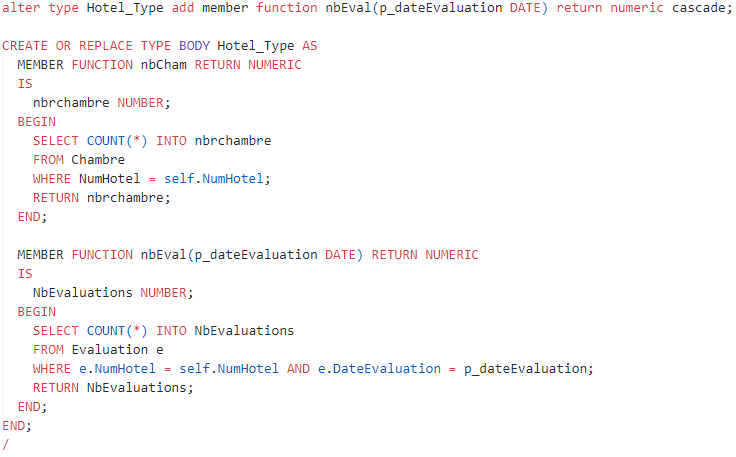 alter type Hotel_Type add member function nbEval(p_dateEvaluation DATE) return numeric cascade;

CREATE OR REPLACE TYPE BODY Hotel_Type AS
  MEMBER FUNCTION nbCham RETURN NUMERIC
  IS
    nbrchambre NUMBER;
  BEGIN
    SELECT COUNT(*) INTO nbrchambre
    FROM Chambre
    WHERE NumHotel = self.NumHotel;
    RETURN nbrchambre;
  END;

  MEMBER FUNCTION nbEval(p_dateEvaluation DATE) RETURN NUMERIC
  IS
    NbEvaluations NUMBER;
  BEGIN
    SELECT COUNT(*) INTO NbEvaluations
    FROM Evaluation e
    WHERE e.NumHotel = self.NumHotel AND e.DateEvaluation = p_dateEvaluation;
    RETURN NbEvaluations;
  END;
END;
/